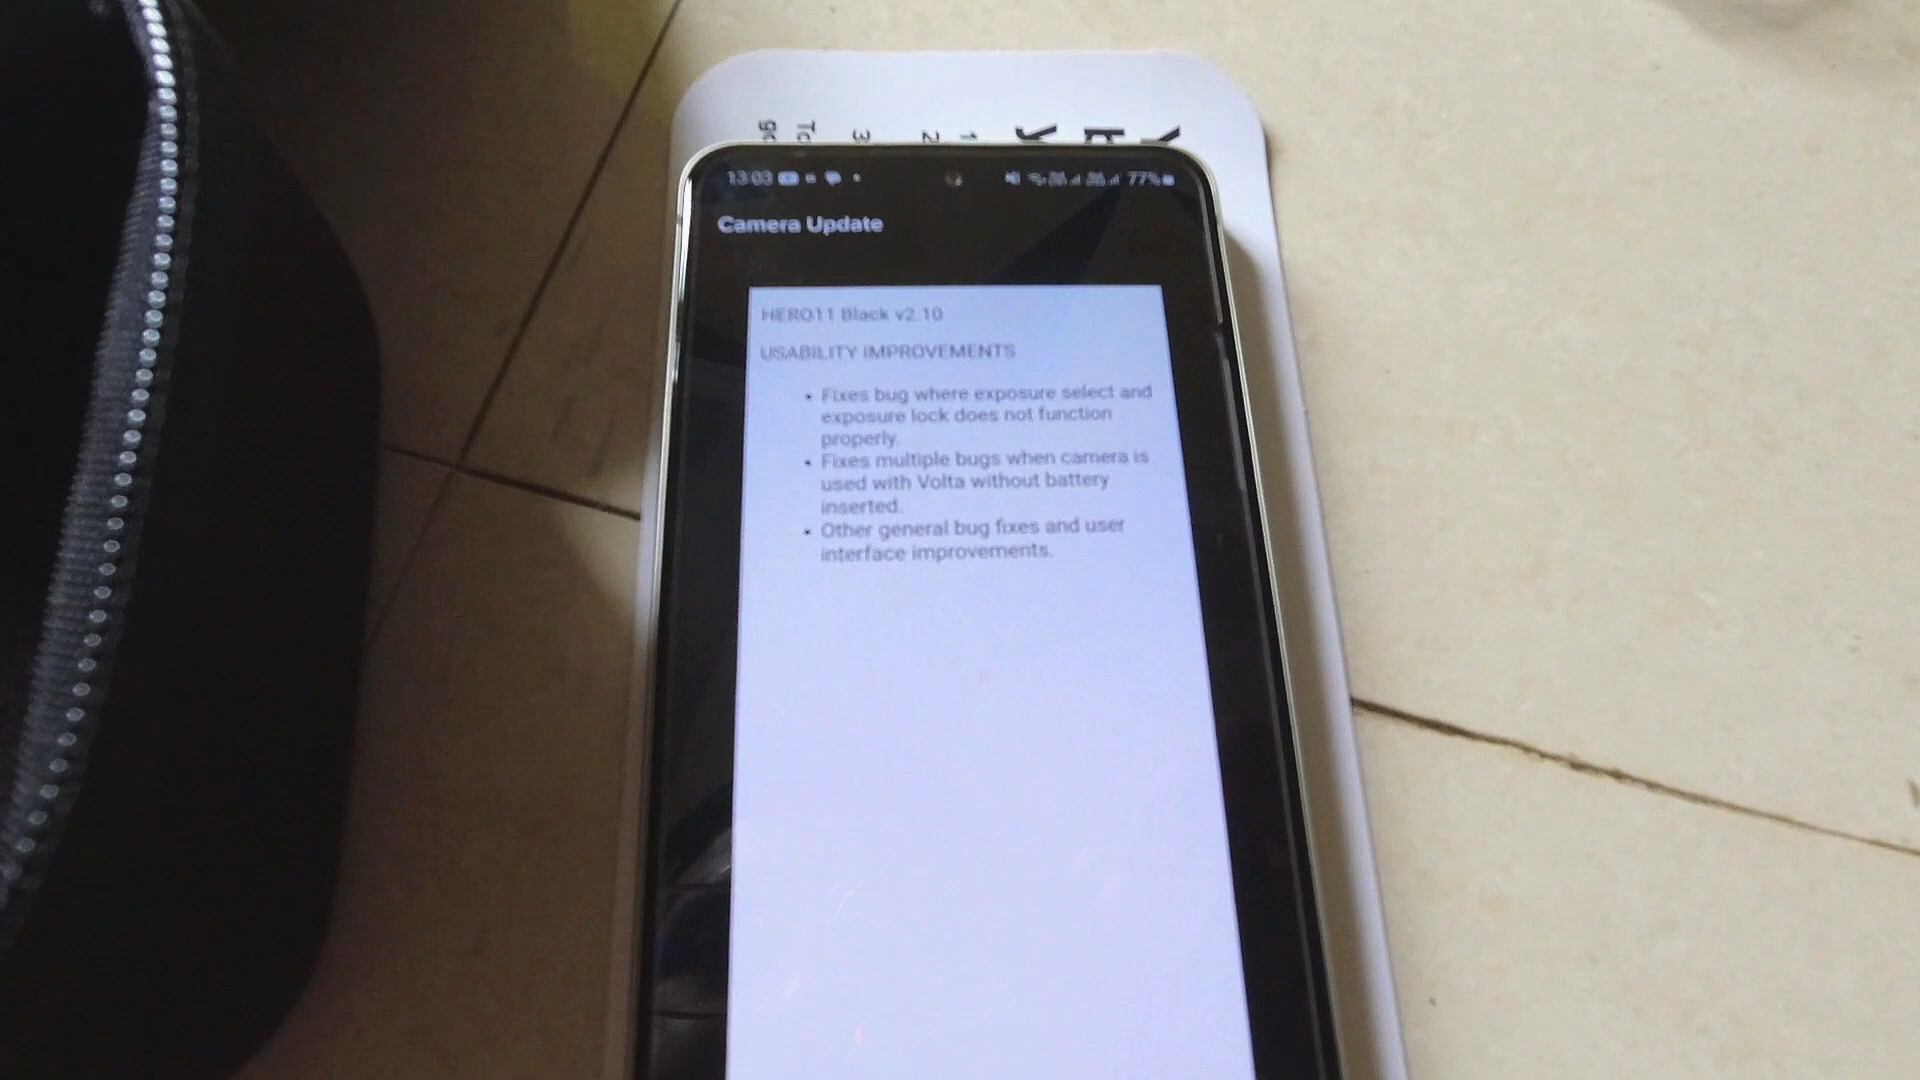 13:03
77%
Camera Update
HERO11 Black v2.10
USABILITY IMPROVEMENTS
• Fixes bug where exposure select and
exposure lock does not function
properly.
• Fixes multiple bugs when camera is
used with Volta without battery
inserted.
• Other general bug fixes and user
interface improvements.